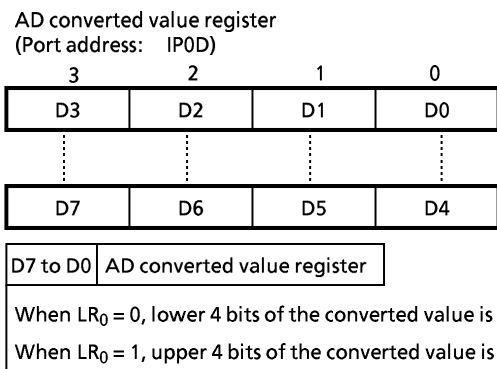 AD converted value register
(Port address: IP0D)
3 2 1 0
D3 D2 D1 D0
D7 D6 D5 D4
D7 to D0 AD converted value register
When LR0 = 0, lower 4 bits of the converted value is
When LR0 = 1, upper 4 bits of the converted value is